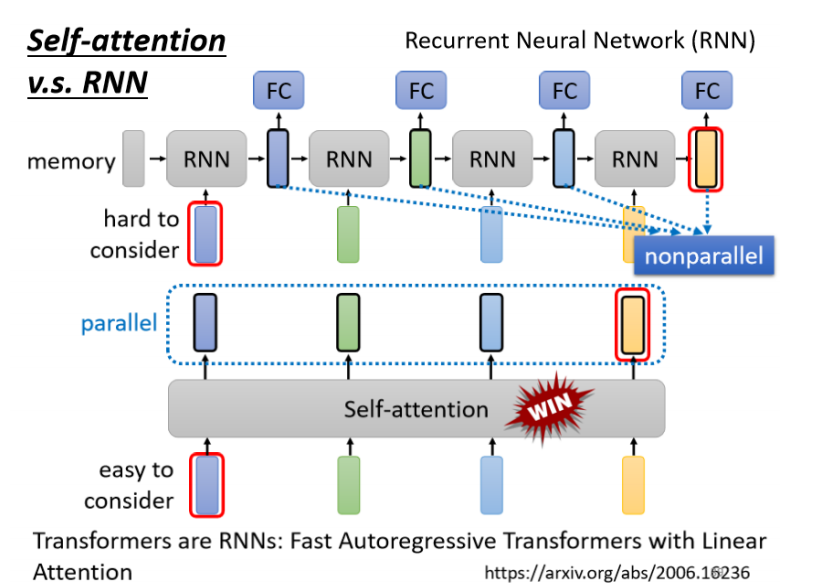 Self-attention
v.s. RNN
Recurrent Neural Network (RNN)
FC FC FC FC
memory RNN RNN RNN RNN
hard to
consider
nonparallel
parallel
Self-attention WIN
easy to
consider
Transformers are RNNs: Fast Autoregressive Transformers with Linear
Attention
https://arxiv.org/abs/2006.16236